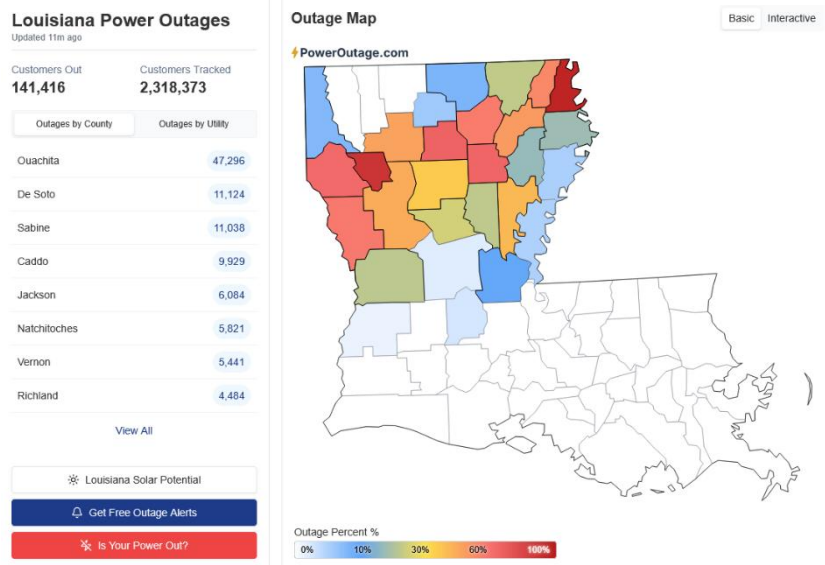 Louisiana Power Outages
Updated 11m ago
Customers Out
Customers Tracked
141,416
2,318,373
Outages by County
Outages by Utility
Ouachita
47,296
De Soto
11,124
Sabine
11,038
Caddo
9,929
Jackson
6,084
Natchitoches
5,821
Vernon
5,441
Richland
4,484
View All
Louisiana Solar Potential
Get Free Outage Alerts
Is Your Power Out?
Outage Map
Basic
Interactive
PowerOutage.com
Outage Percent %
0%
10%
30%
60%
100%